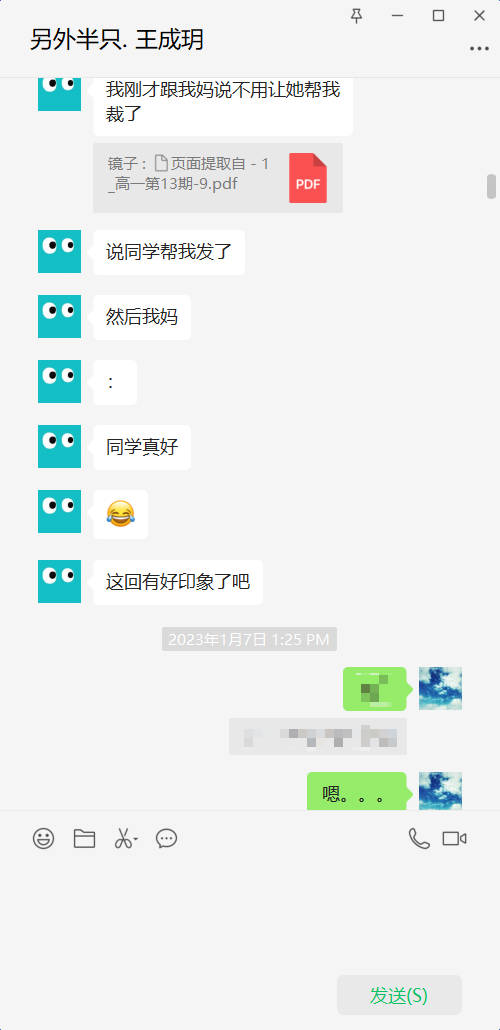 另外半只. 王成玥
我刚才跟我妈说不用让她帮我
裁了
镜子 : 页面提取自 - 1
_高一第13期-9.pdf
PDF
说同学帮我发了
然后我妈
：
同学真好
😂
这回有好印象了吧
2023年1月7日 1:25 PM
嗯。。。
发送(S)